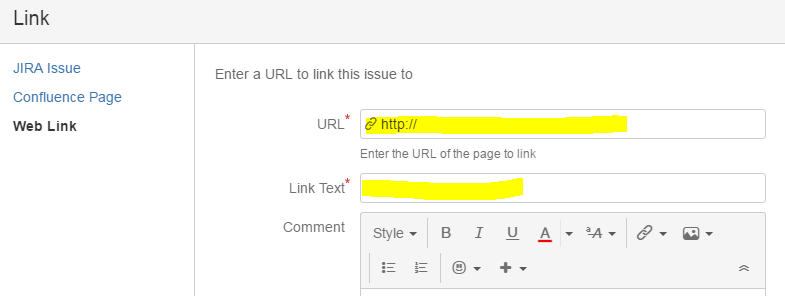 Link
JIRA Issue
Confluence Page
Web Link
Enter a URL to link this issue to
URL*
http://
Enter the URL of the page to link
Link Text*
Comment
Style
B I U A ªA